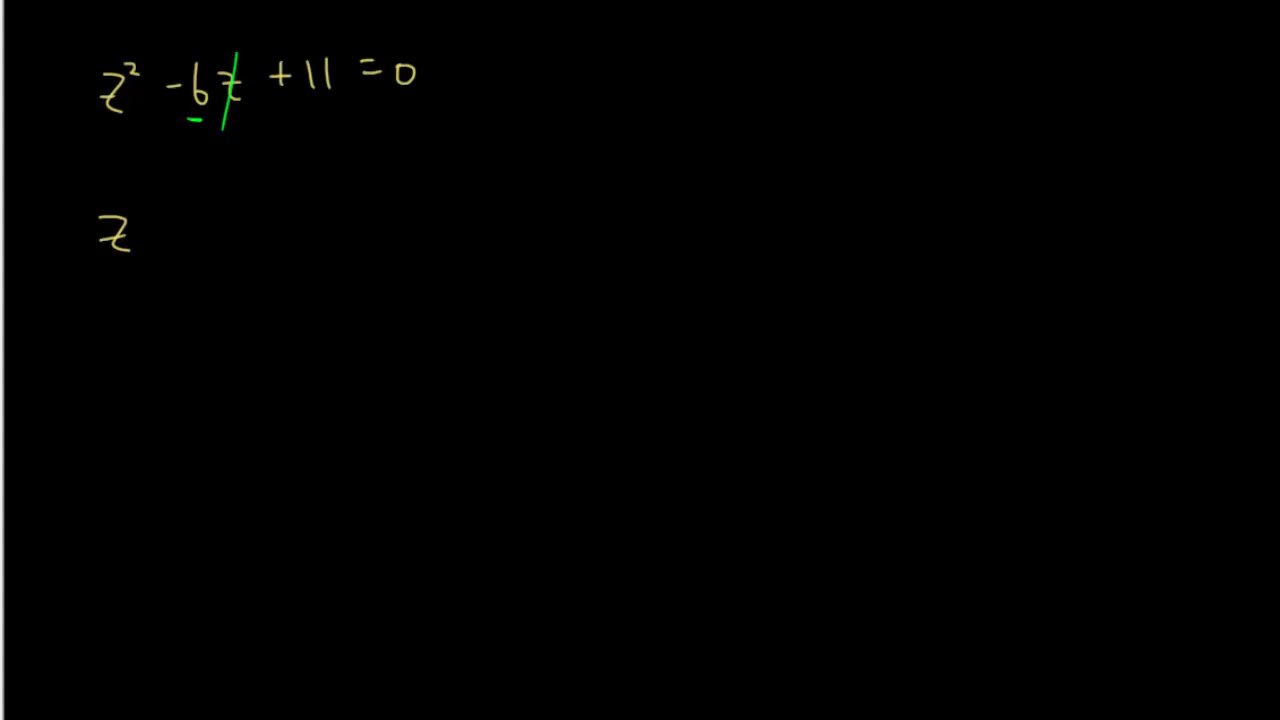 z² - 6z + 11 = 0
z